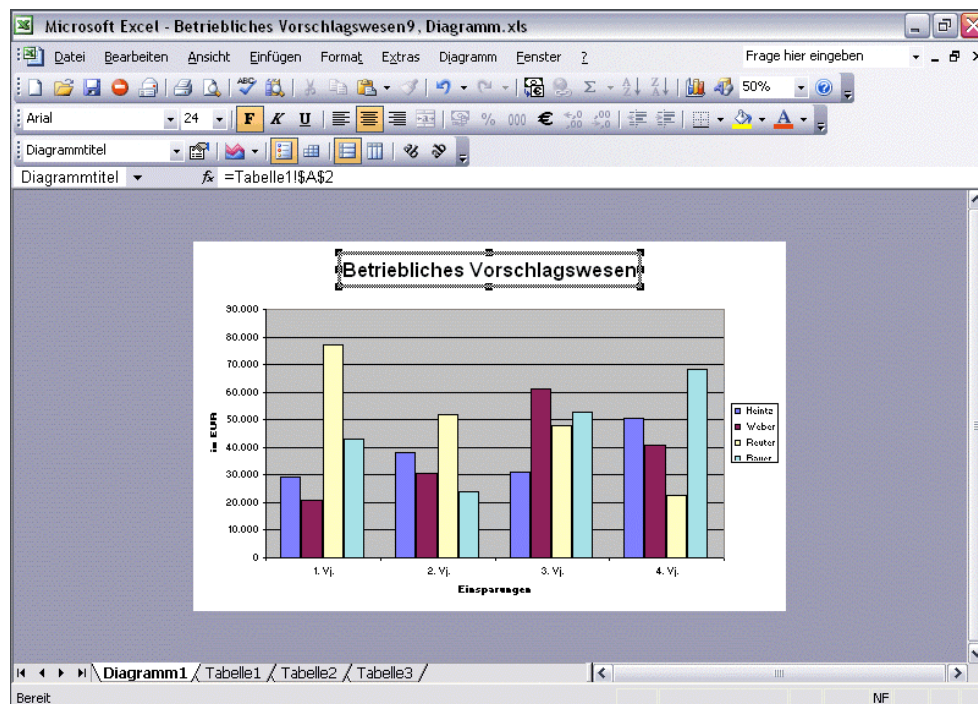 Microsoft Excel - Betriebliches Vorschlagswesen9, Diagramm.xls
Datei Bearbeiten Ansicht Einfügen Format Extras Diagramm Fenster ? Frage hier eingeben
50%
Arial 24 F K U % 000 €
Diagrammtitel
Diagrammtitel fx =Tabelle1!$A$2
Betriebliches Vorschlagswesen
90.000
80.000
70.000
60.000
50.000
40.000
30.000
20.000
10.000
0
in EUR
Heintz
Weber
Reuter
Bauer
1. Vj. 2. Vj. 3. Vj. 4. Vj.
Einsparungen
Diagramm1 Tabelle1 Tabelle2 Tabelle3
Bereit NF